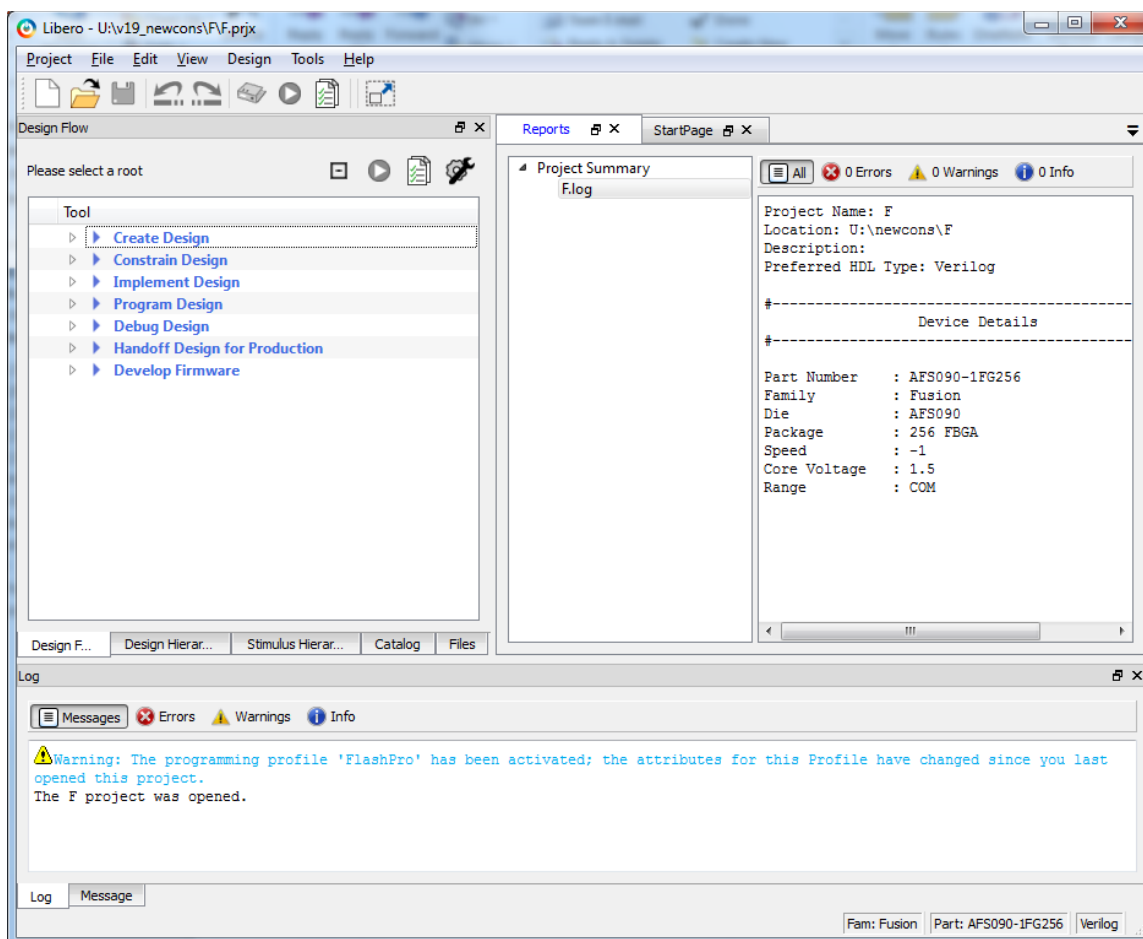 Libero - U:\v19_newcons\F\F.prjx
Project File Edit View Design Tools Help
Design Flow
Please select a root
Tool
Create Design
Constrain Design
Implement Design
Program Design
Debug Design
Handoff Design for Production
Develop Firmware
Design F... Design Hierar... Stimulus Hierar... Catalog Files
Reports StartPage
Project Summary
F.log
All 0 Errors 0 Warnings 0 Info
Project Name: F
Location: U:\newcons\F
Description:
Preferred HDL Type: Verilog
#------------------------------------------
Device Details
#------------------------------------------
Part Number : AFS090-1FG256
Family : Fusion
Die : AFS090
Package : 256 FBGA
Speed : -1
Core Voltage : 1.5
Range : COM
Log
Messages Errors Warnings Info
Warning: The programming profile 'FlashPro' has been activated; the attributes for this Profile have changed since you last
opened this project.
The F project was opened.
Log Message
Fam: Fusion Part: AFS090-1FG256 Verilog